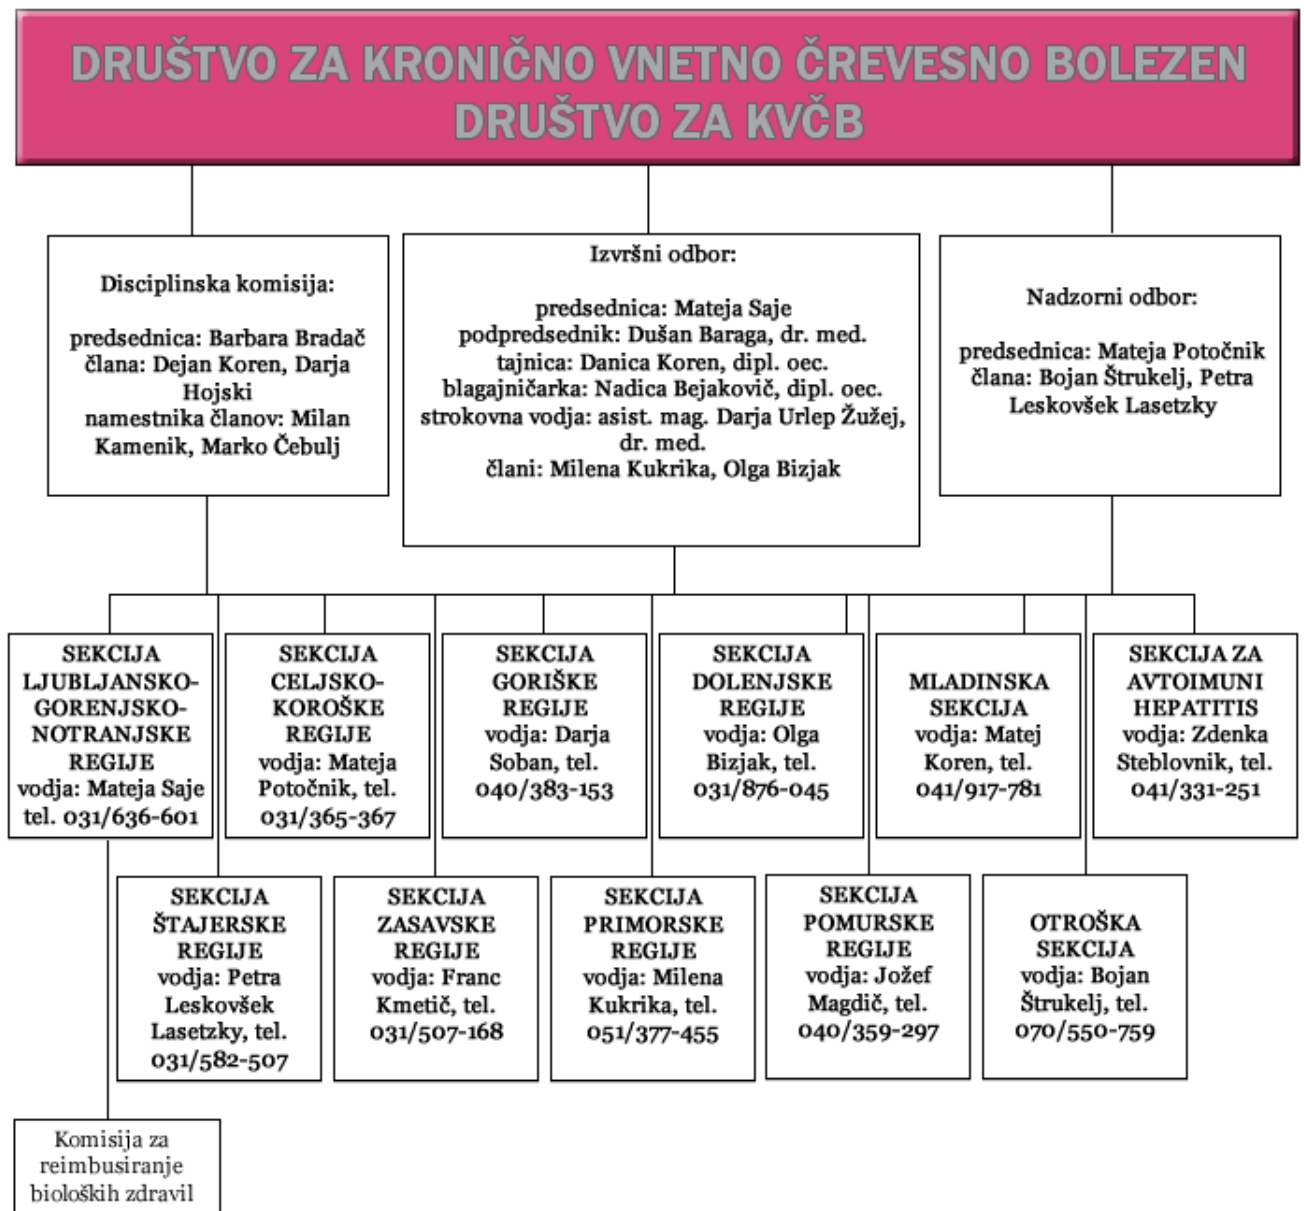 DRUŠTVO ZA KRONIČNO VNETNO ČREVESNO BOLEZEN
DRUŠTVO ZA KVČB
Disciplinska komisija:
predsednica: Barbara Bradač
člana: Dejan Koren, Darja
Hojski
namestnika članov: Milan
Kamenik, Marko Čebulj
Izvršni odbor:
predsednica: Mateja Saje
podpredsednik: Dušan Baraga, dr. med.
tajnica: Danica Koren, dipl. oec.
blagajničarka: Nadica Bejakovič, dipl. oec.
strokovna vodja: asist. mag. Darja Urlep Žužej,
dr. med.
člani: Milena Kukrika, Olga Bizjak
Nadzorni odbor:
predsednica: Mateja Potočnik
člana: Bojan Štrukelj, Petra
Leskovšek Lasetzky
SEKCIJA
LJUBLJANSKO-
GORENJSKO-
NOTRANJSKE
REGIJE
vodja: Mateja Saje
tel. 031/636-601
SEKCIJA
CELJSKO-
KOROŠKE
REGIJE
vodja: Mateja
Potočnik, tel.
031/365-367
SEKCIJA
GORIŠKE
REGIJE
vodja: Darja
Soban, tel.
040/383-153
SEKCIJA
DOLENJSKE
REGIJE
vodja: Olga
Bizjak, tel.
031/876-045
MLADINSKA
SEKCIJA
vodja: Matej
Koren, tel.
041/917-781
SEKCIJA ZA
AVTOIMUNI
HEPATITIS
vodja: Zdenka
Steblovnik, tel.
041/331-251
SEKCIJA
ŠTAJERSKE
REGIJE
vodja: Petra
Leskovšek
Lasetzky, tel.
031/582-507
SEKCIJA
ZASAVSKE
REGIJE
vodja: Franc
Kmetič, tel.
031/507-168
SEKCIJA
PRIMORSKE
REGIJE
vodja: Milena
Kukrika, tel.
051/377-455
SEKCIJA
POMURSKE
REGIJE
vodja: Jožef
Magdič, tel.
040/359-297
OTROŠKA
SEKCIJA
vodja: Bojan
Štrukelj, tel.
070/550-759
Komisija za
reimbusiranje
bioloških zdravil